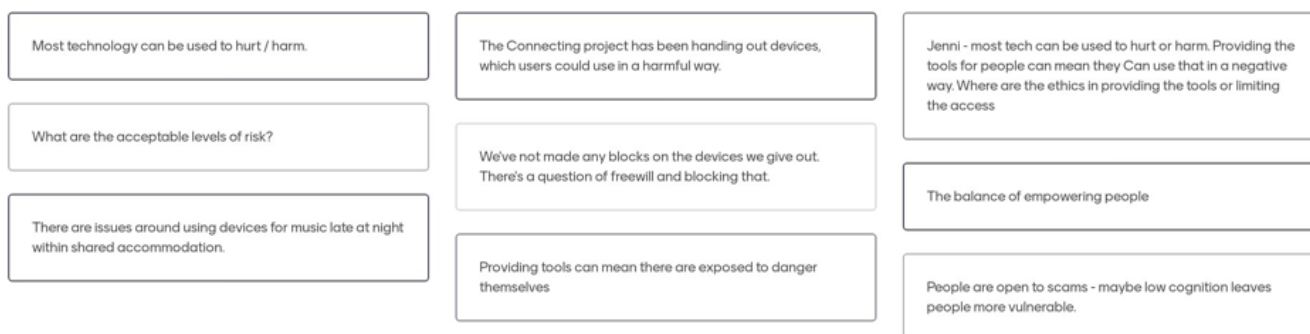 Most technology can be used to hurt / harm.
What are the acceptable levels of risk?
There are issues around using devices for music late at night
within shared accommodation.
The Connecting project has been handing out devices,
which users could use in a harmful way.
We've not made any blocks on the devices we give out.
There's a question of freewill and blocking that.
Providing tools can mean there are exposed to danger
themselves
Jenni - most tech can be used to hurt or harm. Providing the
tools for people can mean they Can use that in a negative
way. Where are the ethics in providing the tools or limiting
the access
The balance of empowering people
People are open to scams - maybe low cognition leaves
people more vulnerable.